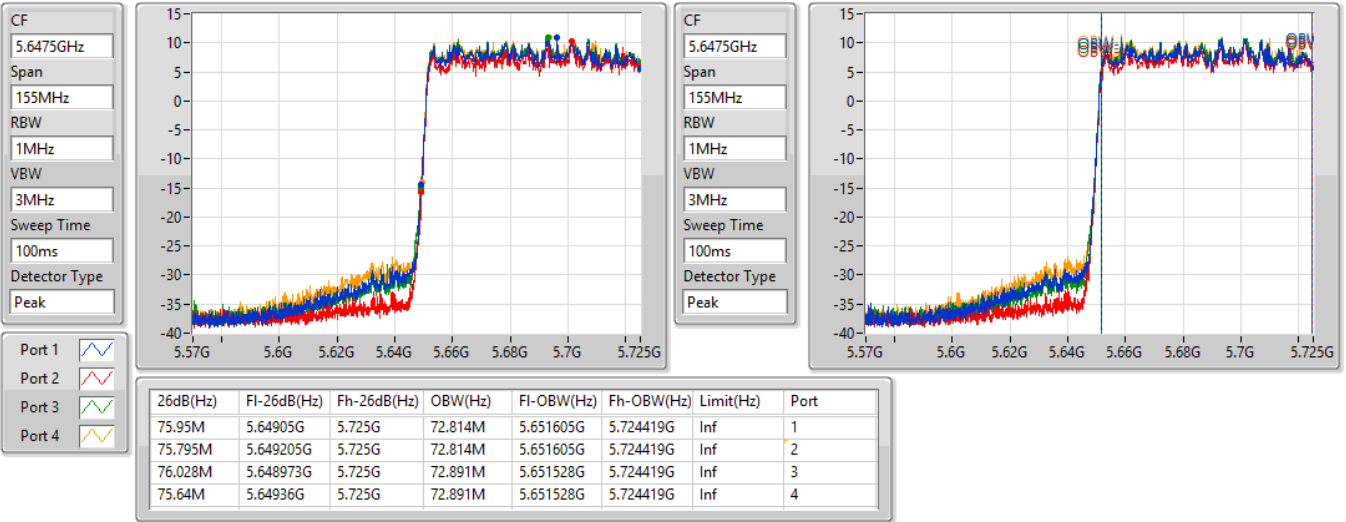 CF
5.6475GHz
Span
155MHz
RBW
1MHz
VBW
3MHz
Sweep Time
100ms
Detector Type
Peak
15
10
5
0
-5
-10
-15
-20
-25
-30
-35
-40
5.57G 5.6G 5.62G 5.64G 5.66G 5.68G 5.7G 5.725G
CF
5.6475GHz
Span
155MHz
RBW
1MHz
VBW
3MHz
Sweep Time
100ms
Detector Type
Peak
15
10
5
0
-5
-10
-15
-20
-25
-30
-35
-40
5.57G 5.6G 5.62G 5.64G 5.66G 5.68G 5.7G 5.725G
Port 1
Port 2
Port 3
Port 4
26dB(Hz) Fl-26dB(Hz) Fh-26dB(Hz) OBW(Hz) Fl-OBW(Hz) Fh-OBW(Hz) Limit(Hz) Port
75.95M 5.64905G 5.725G 72.814M 5.651605G 5.724419G Inf 1
75.795M 5.649205G 5.725G 72.814M 5.651605G 5.724419G Inf 2
76.028M 5.648973G 5.725G 72.891M 5.651528G 5.724419G Inf 3
75.64M 5.64936G 5.725G 72.891M 5.651528G 5.724419G Inf 4